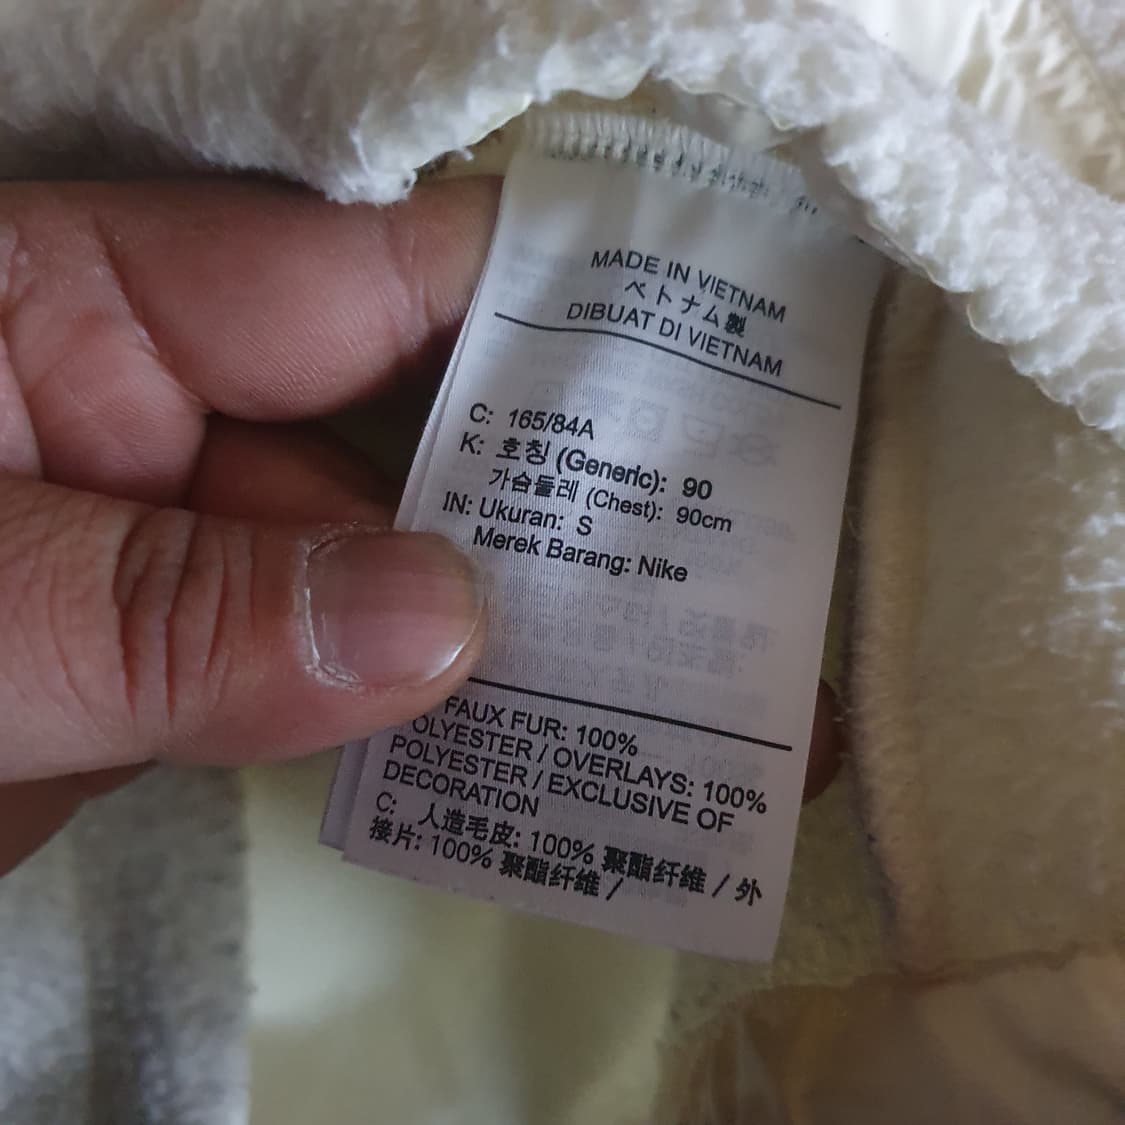 MADE IN VIETNAM
ベトナム製
DIBUAT DI VIETNAM
C: 165/84A
K: 호칭 (Generic): 90
가슴둘레 (Chest): 90cm
IN: Ukuran: S
Merek Barang: Nike
FAUX FUR: 100%
OLYESTER / OVERLAYS: 100%
POLYESTER / EXCLUSIVE OF
DECORATION
C: 人造毛皮: 100% 聚酯纤维 / 外
接片: 100% 聚酯纤维 /